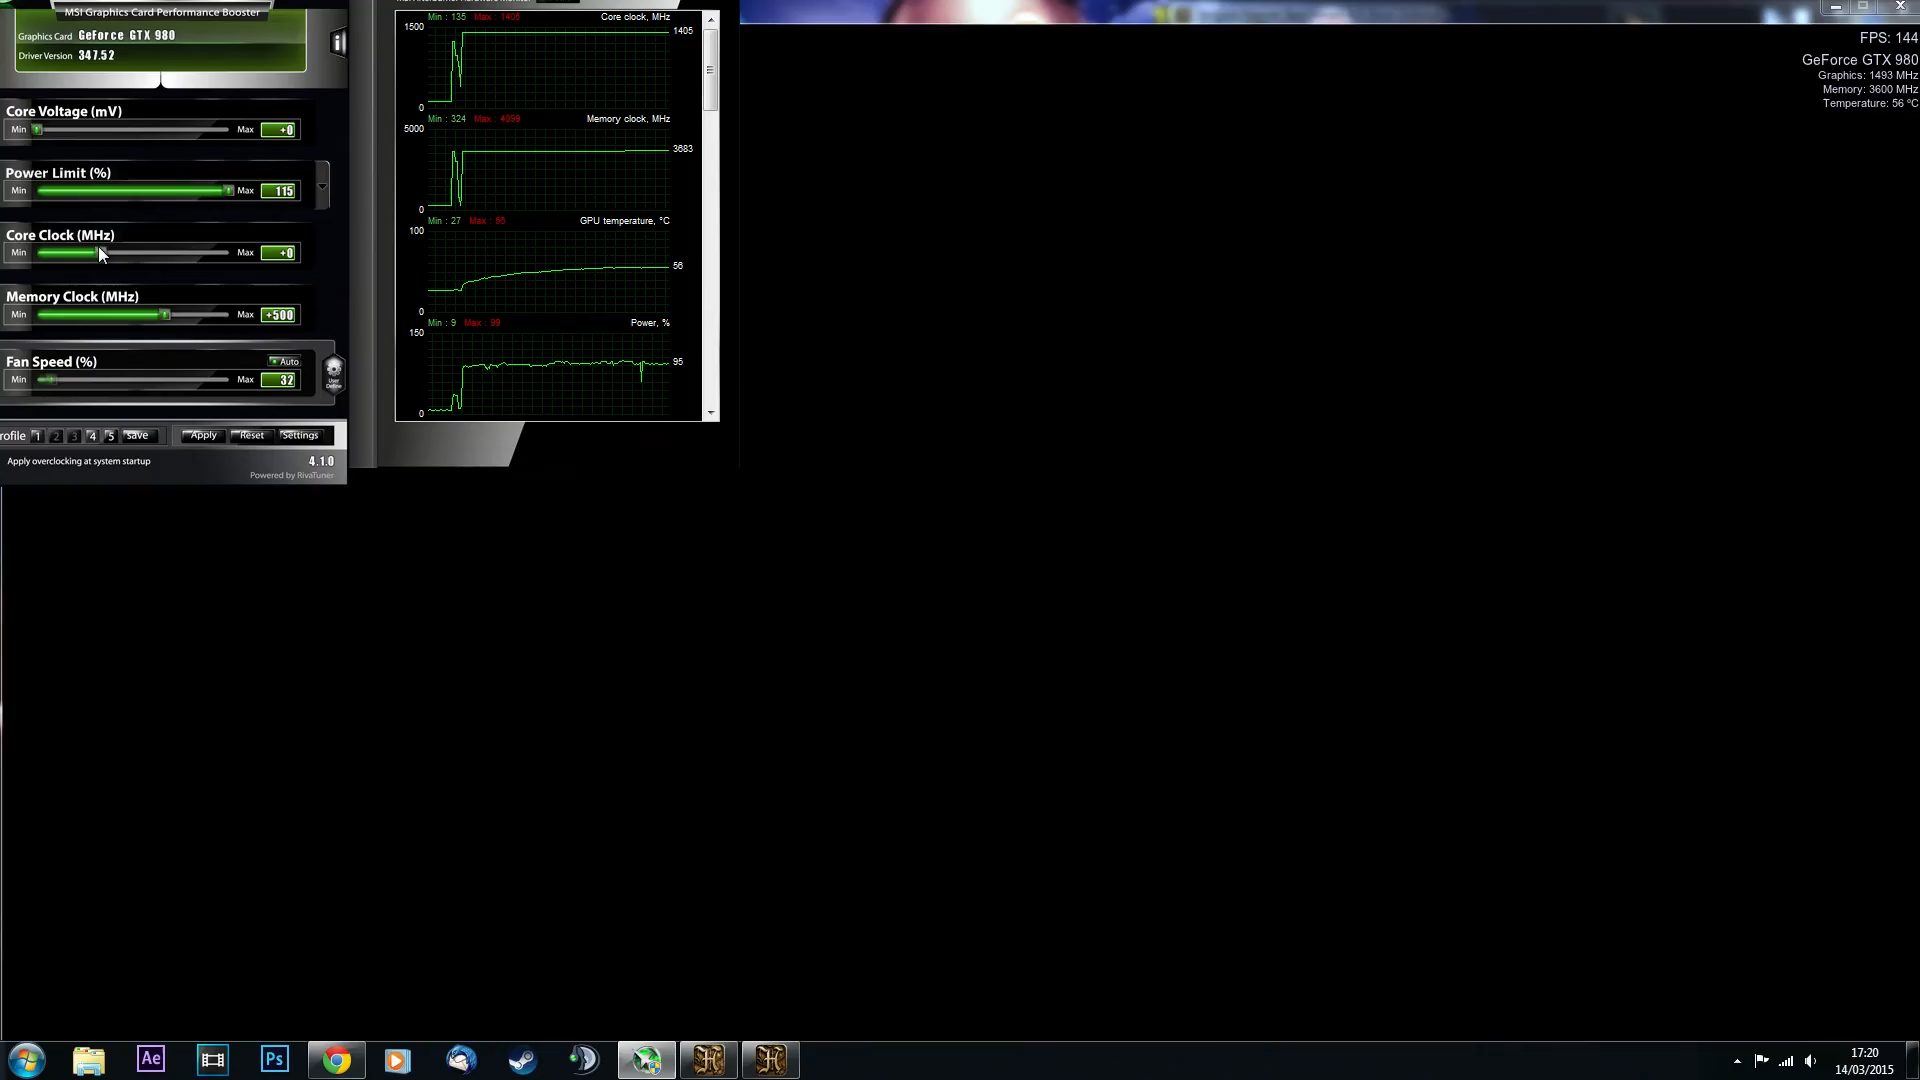 MSI Graphics Card Performance Booster
Graphics Card GeForce GTX 980
Driver Version 347.52
Core Voltage (mV)
Min Max +0
Power Limit (%)
Min Max 115
Core Clock (MHz)
Min Max +0
Memory Clock (MHz)
Min Max +500
Fan Speed (%) Auto
Min Max 32
User Define
rofile 1 2 3 4 5 save Apply Reset Settings
Apply overclocking at system startup 4.1.0
Powered by RivaTuner
Min : 135 Max : 1405 Core clock, MHz
1500 1405
0
Min : 324 Max : 4099 Memory clock, MHz
5000 3683
0
Min : 27 Max : 56 GPU temperature, °C
100 56
0
Min : 9 Max : 99 Power, %
150 95
0
FPS: 144
GeForce GTX 980
Graphics: 1493 MHz
Memory: 3600 MHz
Temperature: 56 °C
Ae Ps
17:20
14/03/2015